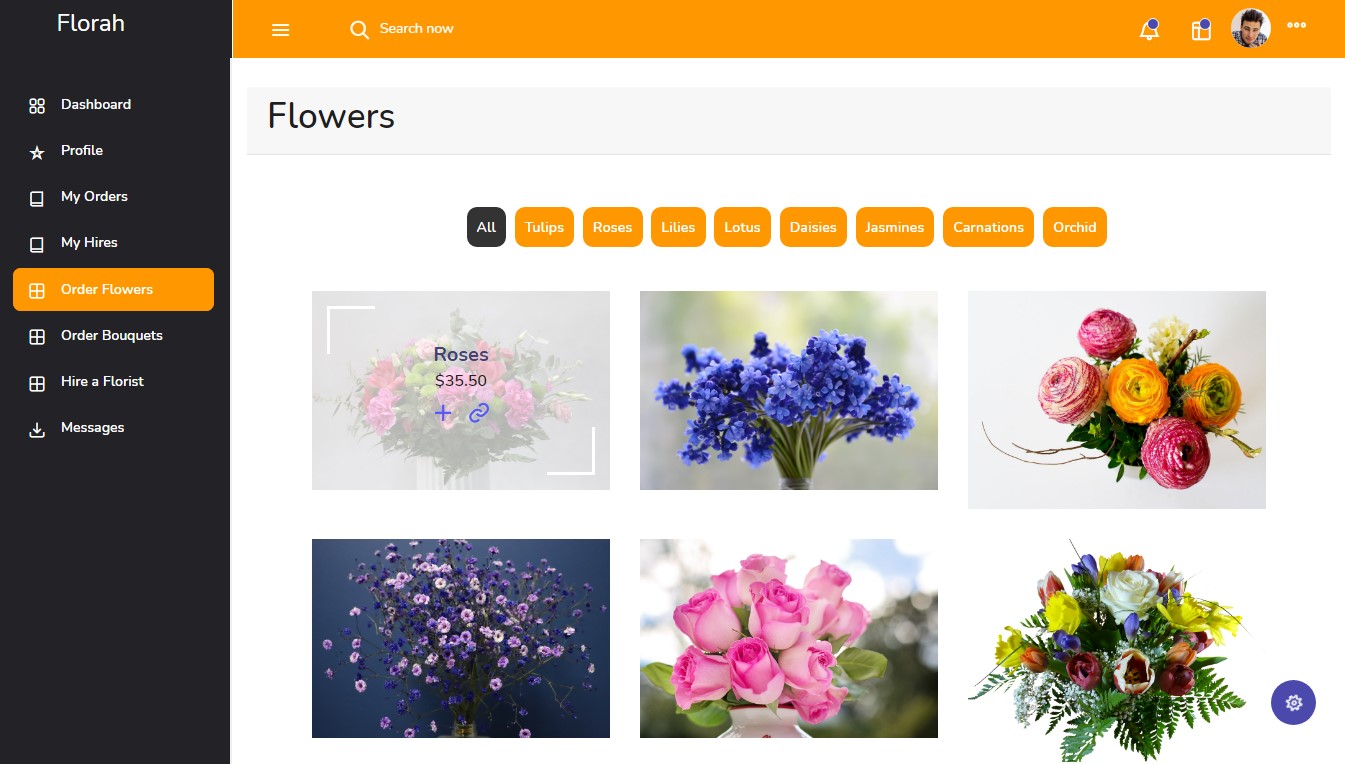 Florah
Search now
Dashboard
Profile
My Orders
My Hires
Order Flowers
Order Bouquets
Hire a Florist
Messages
Flowers
All Tulips Roses Lilies Lotus Daisies Jasmines Carnations Orchid
Roses
$35.50